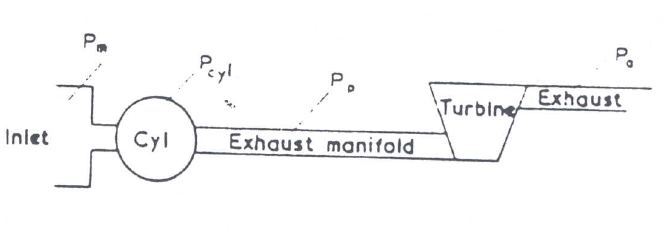 Pm
Pcyl
Pp
Pa
Inlet
Cyl
Exhaust manifold
Turbine
Exhaust